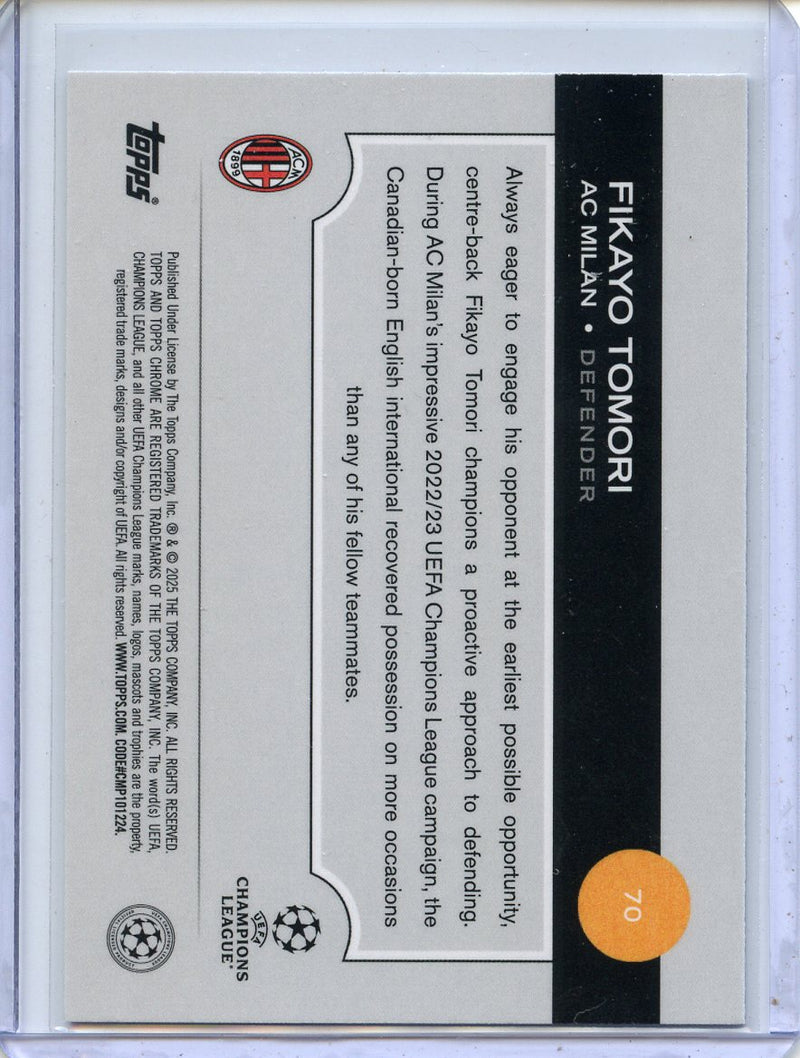 FIKAYO TOMORI
AC MILAN • DEFENDER
70
Always eager to engage his opponent at the earliest possible opportunity,
centre-back Fikayo Tomori champions a proactive approach to defending.
During AC Milan's impressive 2022/23 UEFA Champions League campaign, the
Canadian-born English international recovered possession on more occasions
than any of his fellow teammates.
ACM
1899
UEFA
CHAMPIONS
LEAGUE®
topps®
Published Under License by The Topps Company, Inc. ® & © 2025 THE TOPPS COMPANY, INC. ALL RIGHTS RESERVED.
TOPPS AND TOPPS CHROME ARE REGISTERED TRADEMARKS OF THE TOPPS COMPANY, INC. The word(s) UEFA,
CHAMPIONS LEAGUE, and all other UEFA Champions League marks, names, logos, mascots and trophies are the property,
registered trade marks, designs and/or copyright of UEFA. All rights reserved. WWW.TOPPS.COM. CODE#CMP101224.